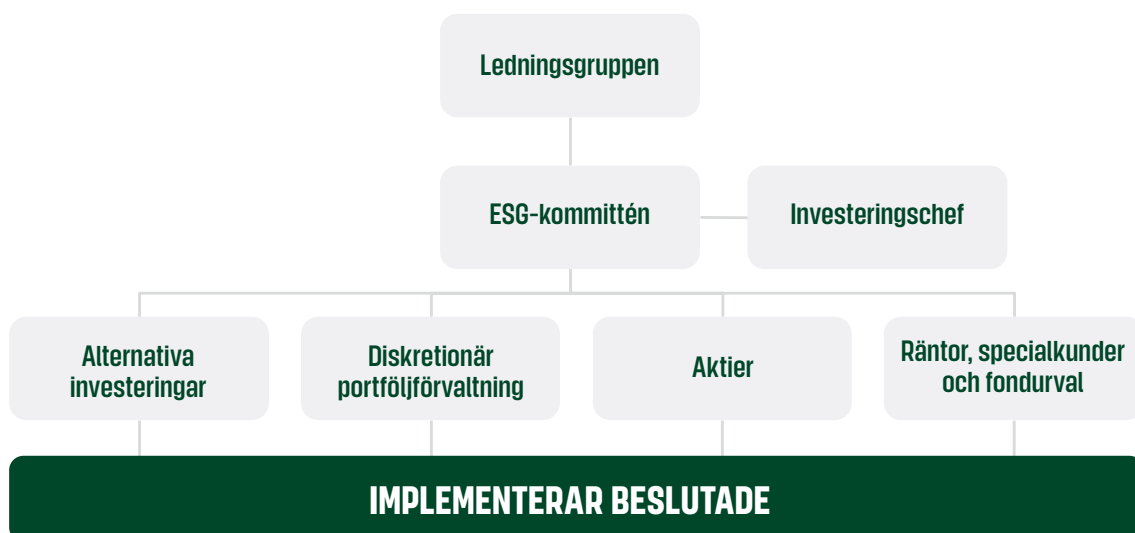 Ledningsgruppen
ESG-kommittén
Investeringschef
Alternativa
investeringar
Diskretionär
portföljförvaltning
Aktier
Räntor, specialkunder
och fondurval
IMPLEMENTERAR BESLUTADE